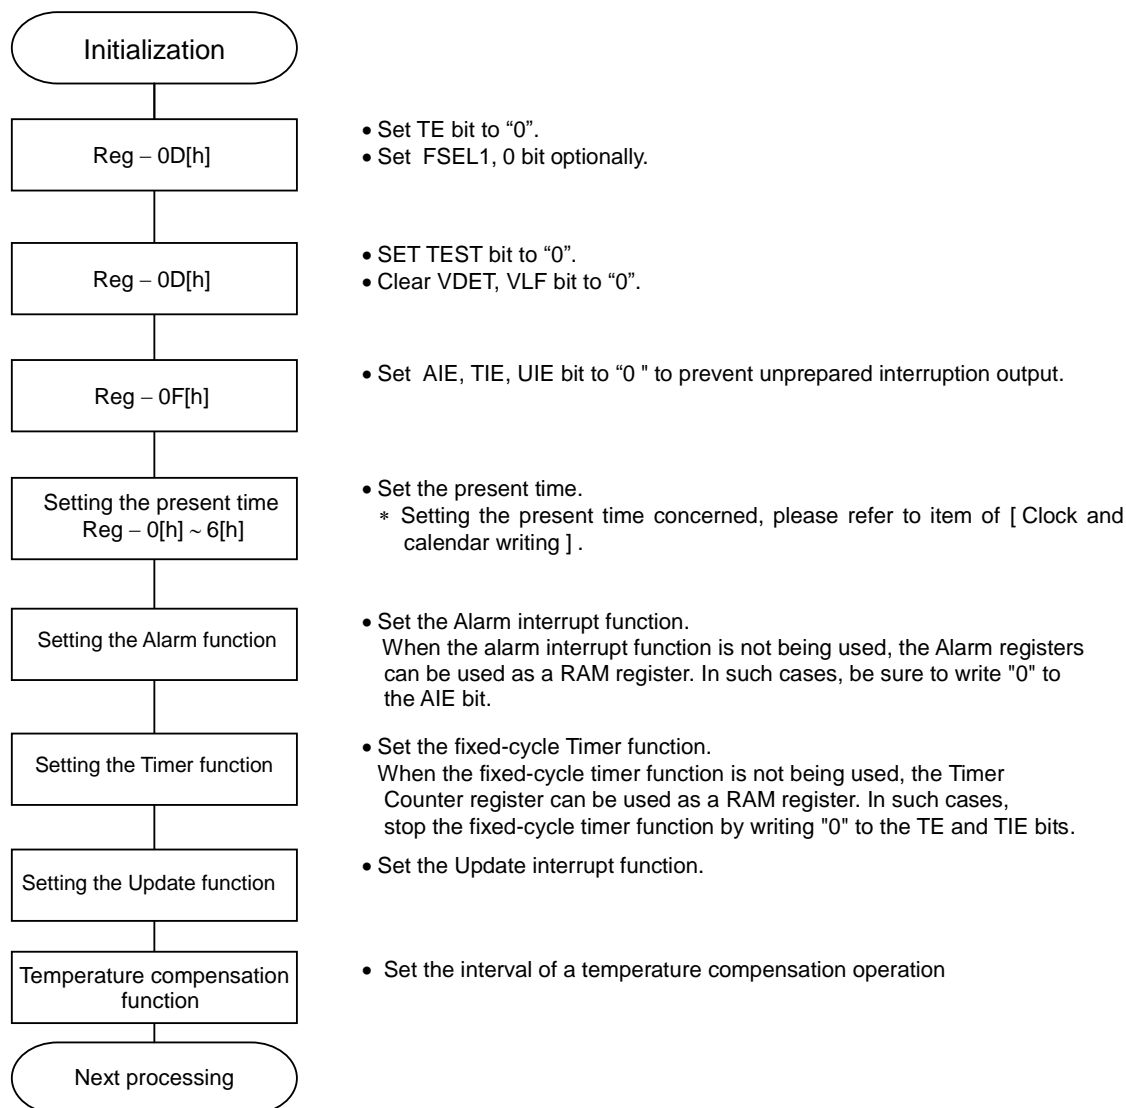 Initialization
Reg – 0D[h]
• Set TE bit to “0”.
• Set FSEL1, 0 bit optionally.
Reg – 0D[h]
• SET TEST bit to “0”.
• Clear VDET, VLF bit to “0”.
Reg – 0F[h]
• Set AIE, TIE, UIE bit to “0 " to prevent unprepared interruption output.
Setting the present time
Reg – 0[h] ~ 6[h]
• Set the present time.
* Setting the present time concerned, please refer to item of [ Clock and
calendar writing ] .
Setting the Alarm function
• Set the Alarm interrupt function.
When the alarm interrupt function is not being used, the Alarm registers
can be used as a RAM register. In such cases, be sure to write "0" to
the AIE bit.
Setting the Timer function
• Set the fixed-cycle Timer function.
When the fixed-cycle timer function is not being used, the Timer
Counter register can be used as a RAM register. In such cases,
stop the fixed-cycle timer function by writing "0" to the TE and TIE bits.
Setting the Update function
• Set the Update interrupt function.
Temperature compensation
function
• Set the interval of a temperature compensation operation
Next processing